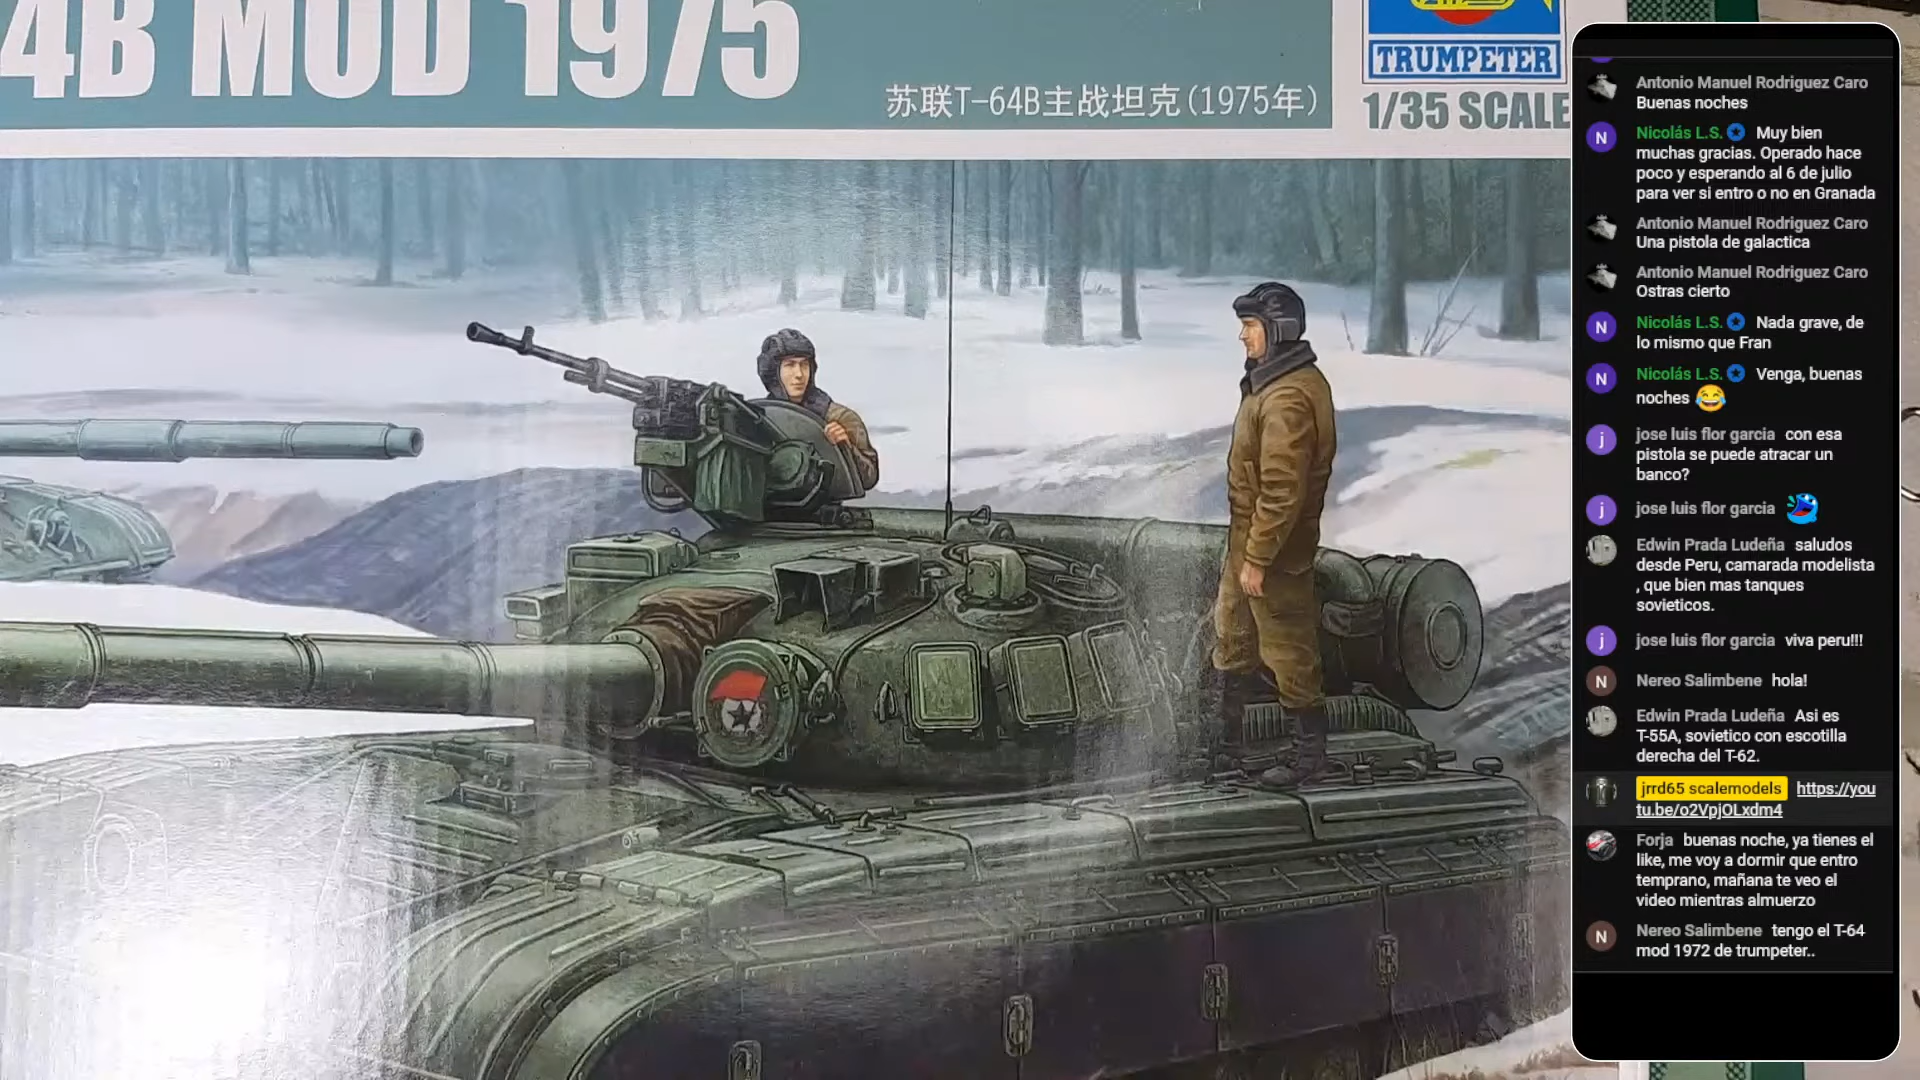 4B MOD 1975
苏联T-64B主战坦克(1975年)
TRUMPETER
1/35 SCALE
Antonio Manuel Rodriguez Caro
Buenas noches
N
Nicolás L.S. Muy bien
muchas gracias. Operado hace
poco y esperando al 6 de julio
para ver si entro o no en Granada
Antonio Manuel Rodriguez Caro
Una pistola de galactica
Antonio Manuel Rodriguez Caro
Ostras cierto
N
Nicolás L.S. Nada grave, de
lo mismo que Fran
N
Nicolás L.S. Venga, buenas
noches 😂
j
jose luis flor garcia con esa
pistola se puede atracar un
banco?
j
jose luis flor garcia
Edwin Prada Ludeña saludos
desde Peru, camarada modelista
, que bien mas tanques
sovieticos.
j
jose luis flor garcia viva peru!!!
N
Nereo Salimbene hola!
Edwin Prada Ludeña Asi es
T-55A, sovietico con escotilla
derecha del T-62.
jrrd65 scalemodels https://you
tu.be/o2VpjOLxdm4
Forja buenas noche, ya tienes el
like, me voy a dormir que entro
temprano, mañana te veo el
video mientras almuerzo
N
Nereo Salimbene tengo el T-64
mod 1972 de trumpeter..